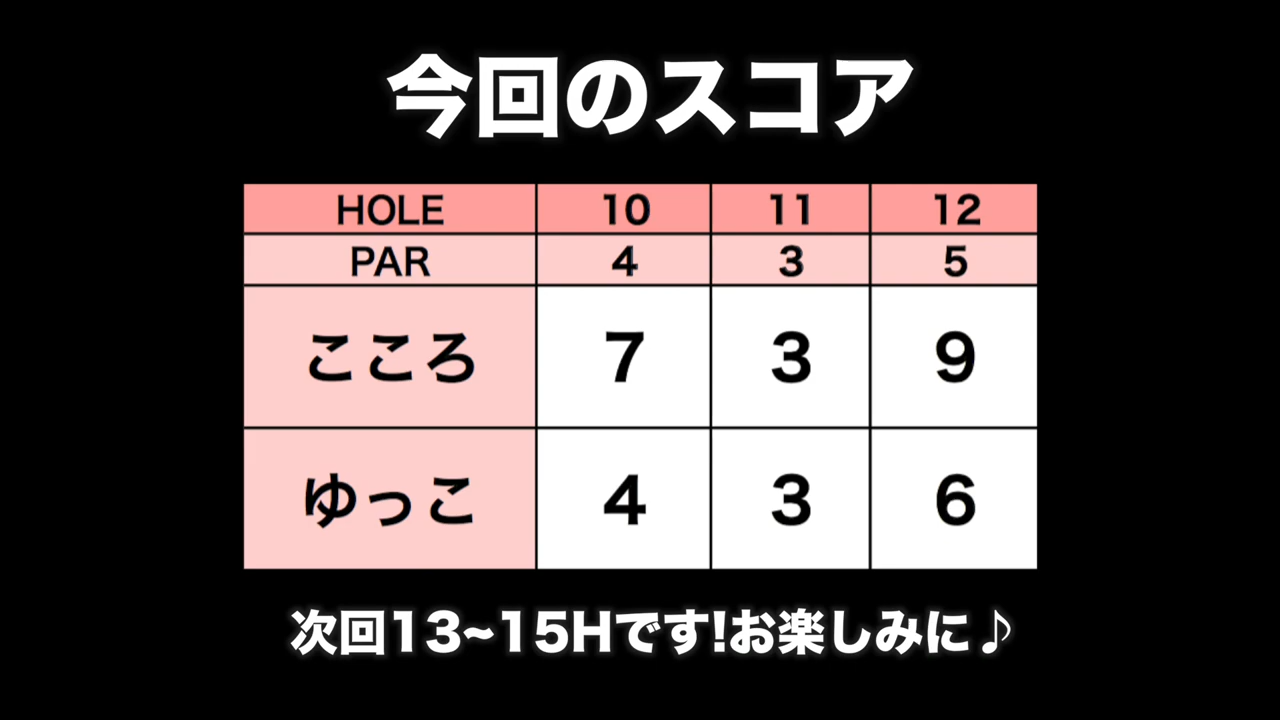 今回のスコア
HOLE 10 11 12
PAR 4 3 5
こころ 7 3 9
ゆっこ 4 3 6
次回13~15Hです!お楽しみに♪